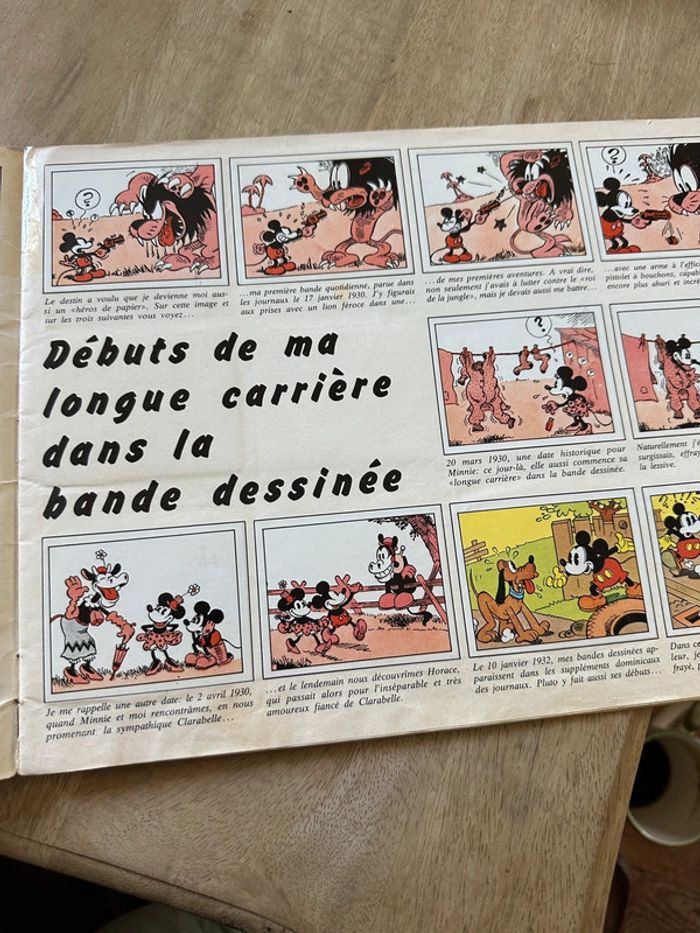 ?
?
Le destin a voulu que je devienne moi aus-
si un «héros de papier». Sur cette image et
sur les trois suivantes vous voyez...
...ma première bande quotidienne, parue dans
les journaux le 17 janvier 1930. J'y figurais
aux prises avec un lion féroce dans une...
...de mes premières aventures. A vrai dire,
non seulement j'avais à lutter contre le «roi
de la jungle», mais je devais aussi me battre...
...avec une arme à l'effic
pistolet à bouchons, capab
encore plus ahuri et incré
Débuts de ma
longue carrière
dans la
bande dessinée
?
20 mars 1930, une date historique pour
Minnie: ce jour-là, elle aussi commence sa
«longue carrière» dans la bande dessinée.
Naturellement j'é
surgissais, effray
la lessive.
Je me rappelle une autre date: le 2 avril 1930,
quand Minnie et moi rencontrâmes, en nous
promenant la sympathique Clarabelle...
...et le lendemain nous découvrîmes Horace,
qui passait alors pour l'inséparable et très
amoureux fiancé de Clarabelle.
Le 10 janvier 1932, mes bandes dessinées ap-
paraissent dans les suppléments dominicaux
des journaux. Pluto y fait aussi ses débuts...
Dans ce
leur, je
frayé, p